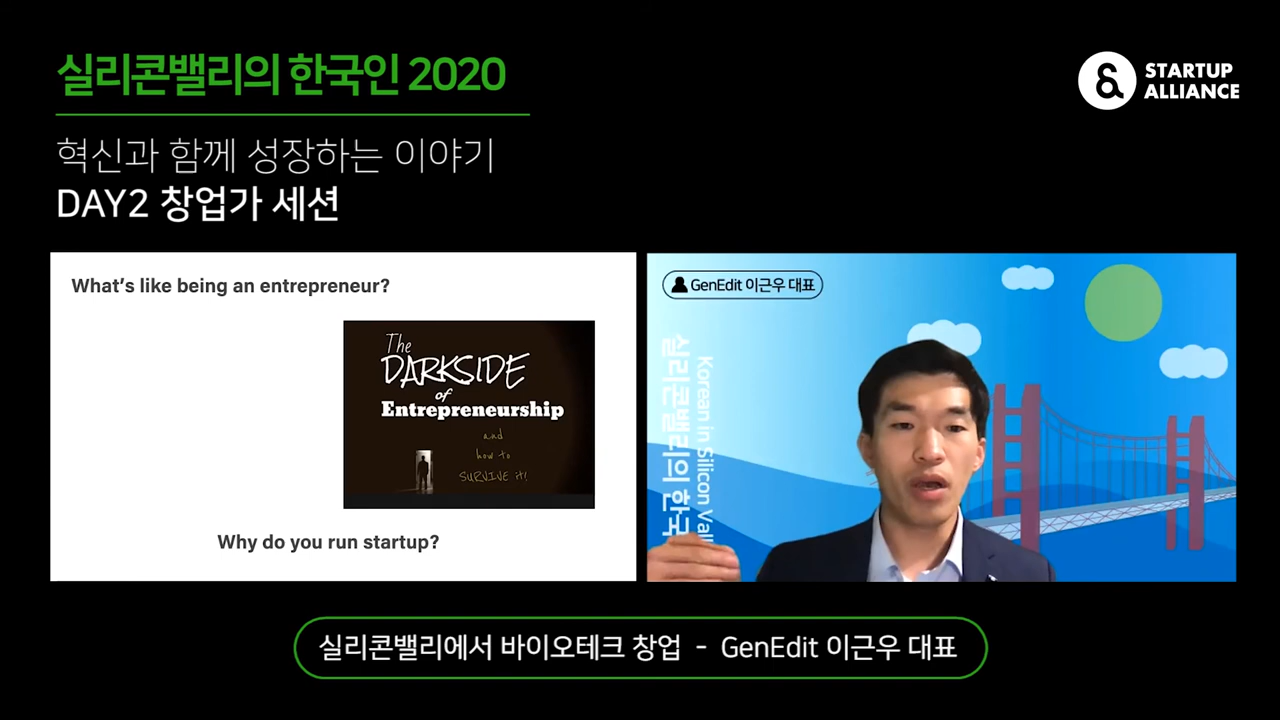 실리콘밸리의 한국인 2020
STARTUP
ALLIANCE
혁신과 함께 성장하는 이야기
DAY2 창업가 세션
What's like being an entrepreneur?
The
DARKSIDE
of
Entrepreneurship
and
how to
SURVIVE it!
Why do you run startup?
GenEdit 이근우 대표
Korean in Silicon Vall
실리콘밸리의 한국
실리콘밸리에서 바이오테크 창업 - GenEdit 이근우 대표